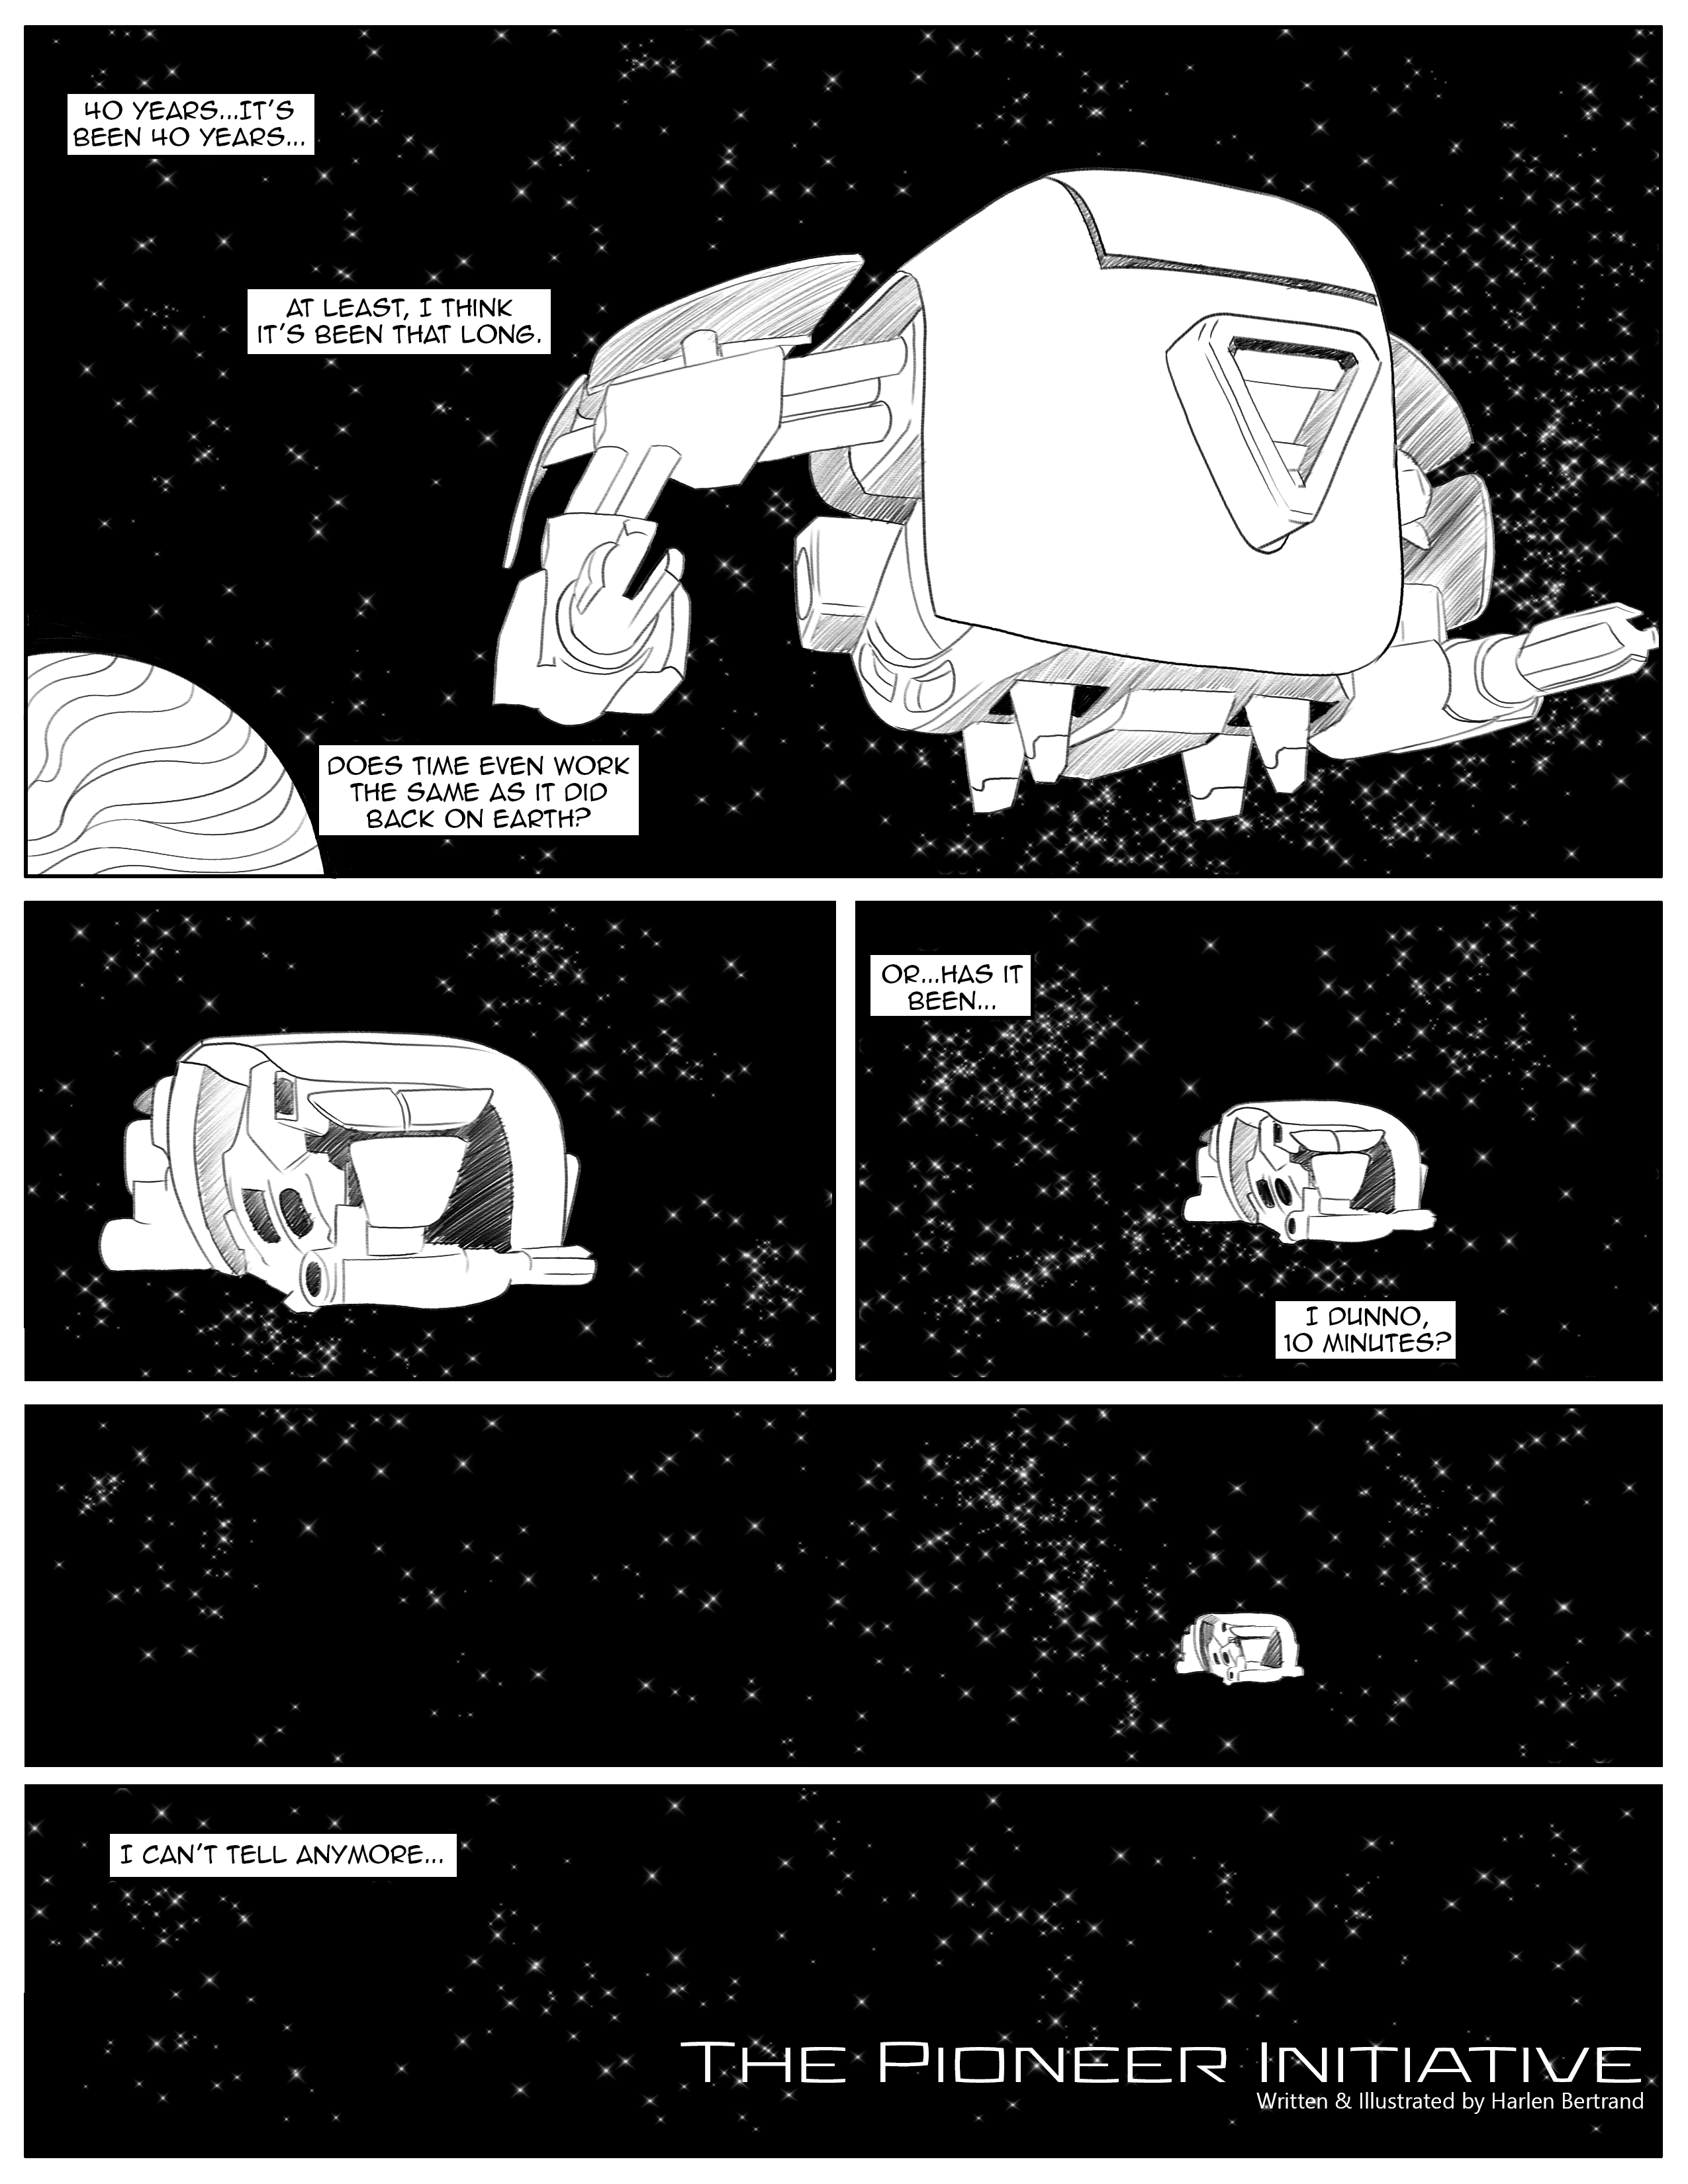 40 YEARS...IT'S
BEEN 40 YEARS...
AT LEAST, I THINK
IT'S BEEN THAT LONG.
DOES TIME EVEN WORK
THE SAME AS IT DID
BACK ON EARTH?
OR...HAS IT
BEEN...
I DUNNO,
10 MINUTES?
I CAN'T TELL ANYMORE...
THE PIONEER INITIATIVE
Written & Illustrated by Harlen Bertrand